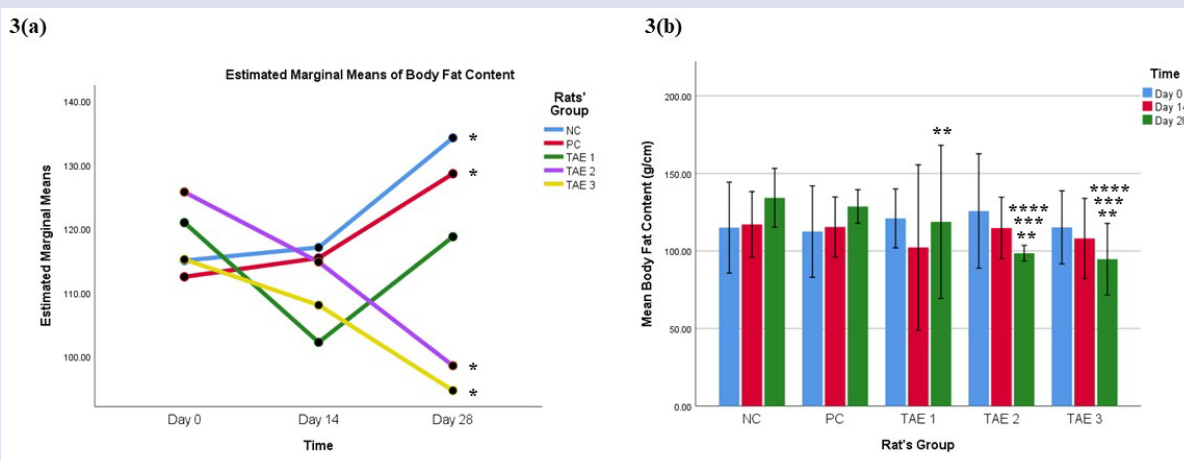 3(a)
Estimated Marginal Means of Body Fat Content
Estimated Marginal Means
140.00
130.00
120.00
110.00
100.00
Rats'
Group
NC
PC
TAE 1
TAE 2
TAE 3
*
*
*
*
Day 0 Day 14 Day 28
Time
3(b)
Mean Body Fat Content (g/cm)
200.00
150.00
100.00
50.00
0.00
Time
Day 0
Day 14
Day
**
****
***
**
****
***
**
NC PC TAE 1 TAE 2 TAE 3
Rat's Group